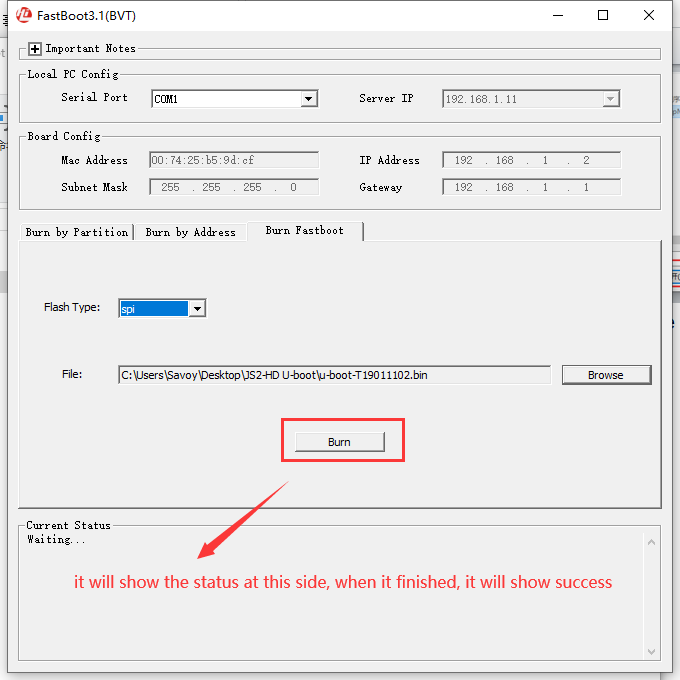 FastBoot3.1(BVT)
Important Notes
Local PC Config
Serial Port COM1 Server IP 192.168.1.11
Board Config
Mac Address 00:74:25:b5:9d:cf IP Address 192 . 168 . 1 . 2
Subnet Mask 255 . 255 . 255 . 0 Gateway 192 . 168 . 1 . 1
Burn by Partition Burn by Address Burn Fastboot
Flash Type: spi
File: C:\Users\Savoy\Desktop\JS2-HD U-boot\u-boot-T19011102.bin Browse
Burn
Current Status
Waiting...
it will show the status at this side, when it finished, it will show success